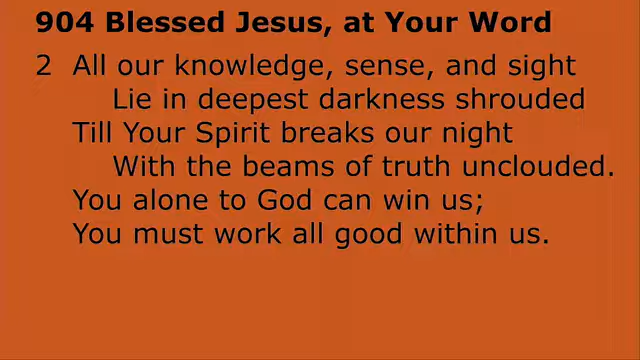 904 Blessed Jesus, at Your Word
2 All our knowledge, sense, and sight
Lie in deepest darkness shrouded
Till Your Spirit breaks our night
With the beams of truth unclouded.
You alone to God can win us;
You must work all good within us.